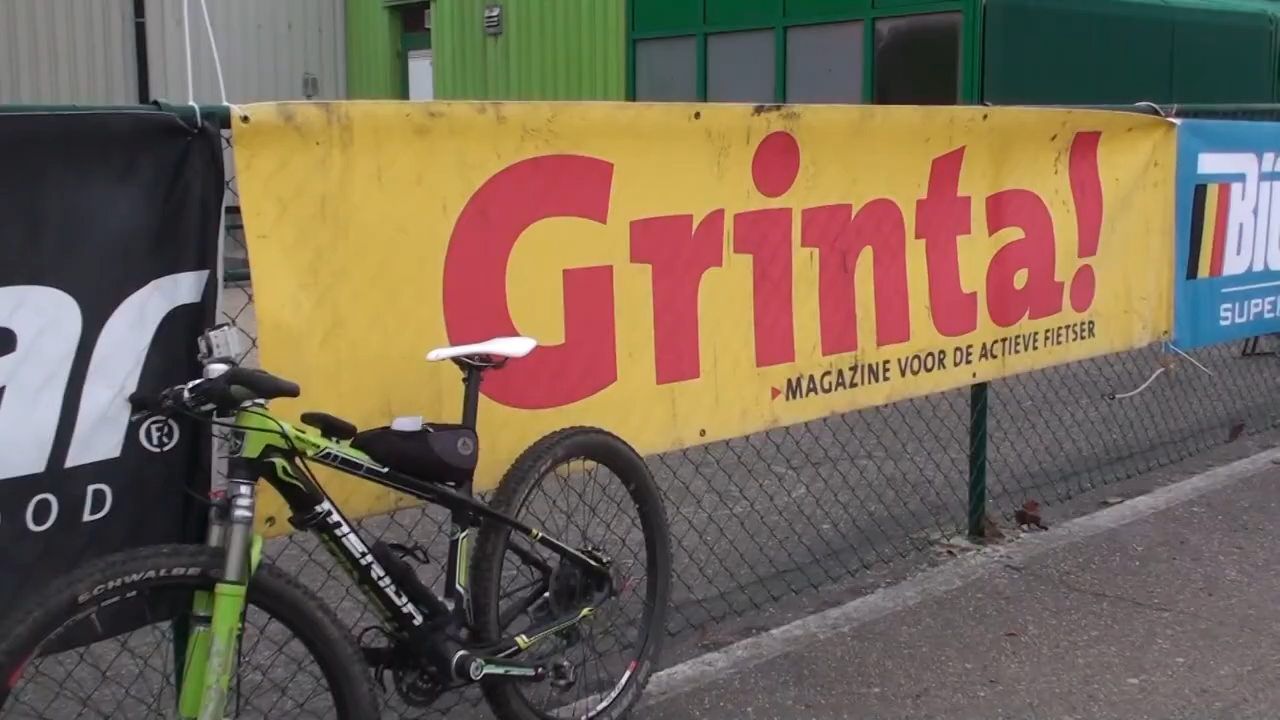 Grinta!
MAGAZINE VOOR DE ACTIEVE FIETSER
MERIDA
SCHWALBE